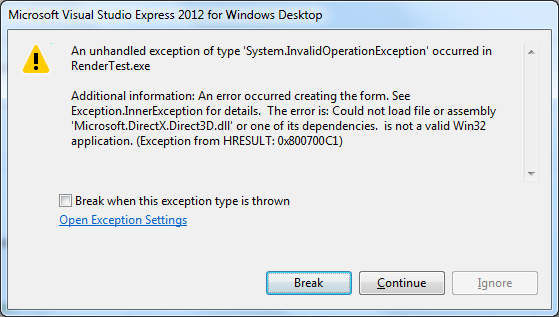 Microsoft Visual Studio Express 2012 for Windows Desktop
An unhandled exception of type 'System.InvalidOperationException' occurred in
RenderTest.exe
Additional information: An error occurred creating the form. See
Exception.InnerException for details.  The error is: Could not load file or assembly
'Microsoft.DirectX.Direct3D.dll' or one of its dependencies.  is not a valid Win32
application. (Exception from HRESULT: 0x800700C1)
Break when this exception type is thrown
Open Exception Settings
Break
Continue
Ignore